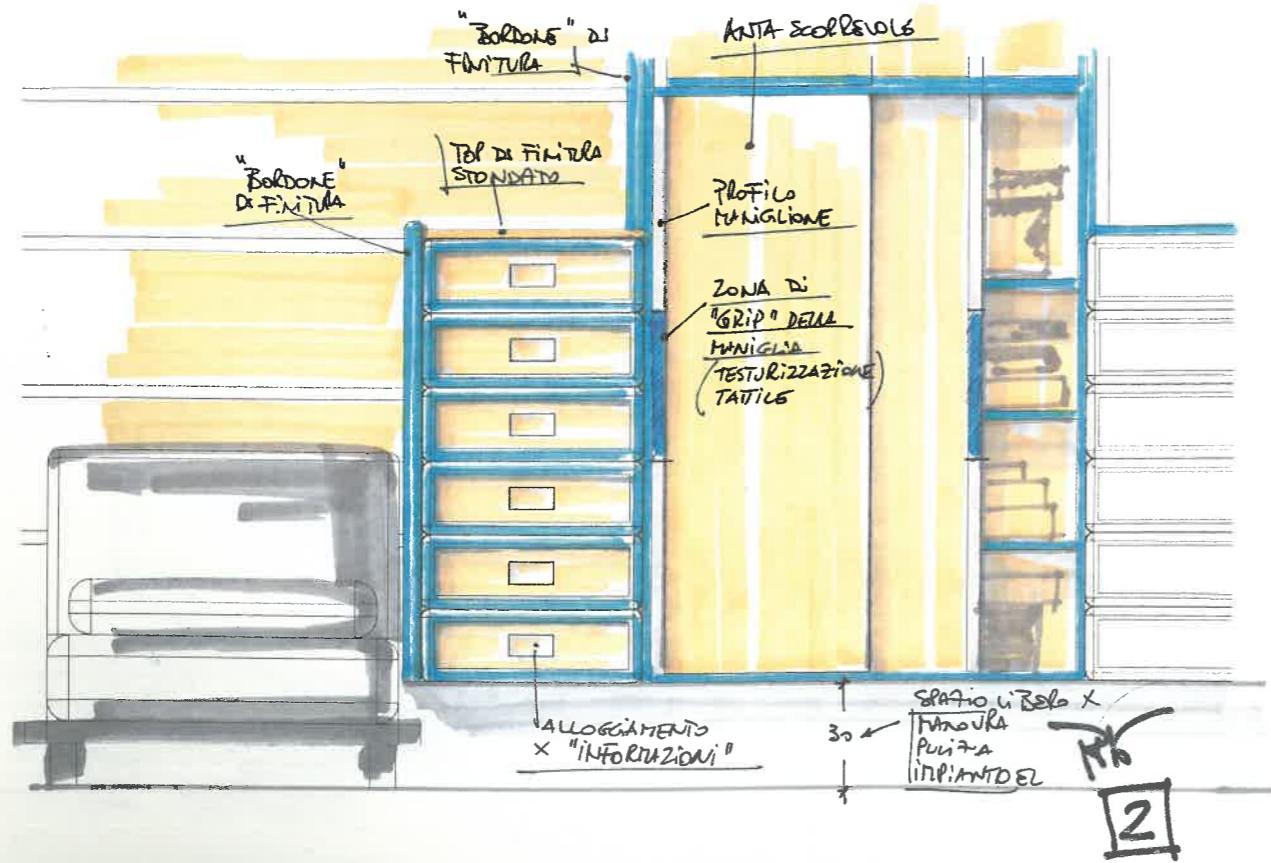 "BORDONE" DI
FINITURA
ANTA SCORREVOLE
"BORDONE"
DI FINITURA
TOP DI FINITURA
STONDATO
PROFILO
MANIGLIONE
ZONA DI
"GRIP" DELLA
MANIGLIA
(TESTURIZZAZIONE
TATTILE)
ALLOGGIAMENTO
X "INFORMAZIONI"
30
SPAZIO LIBERO X
MANOVRA
PULIZIA
IMPIANTO EL
2